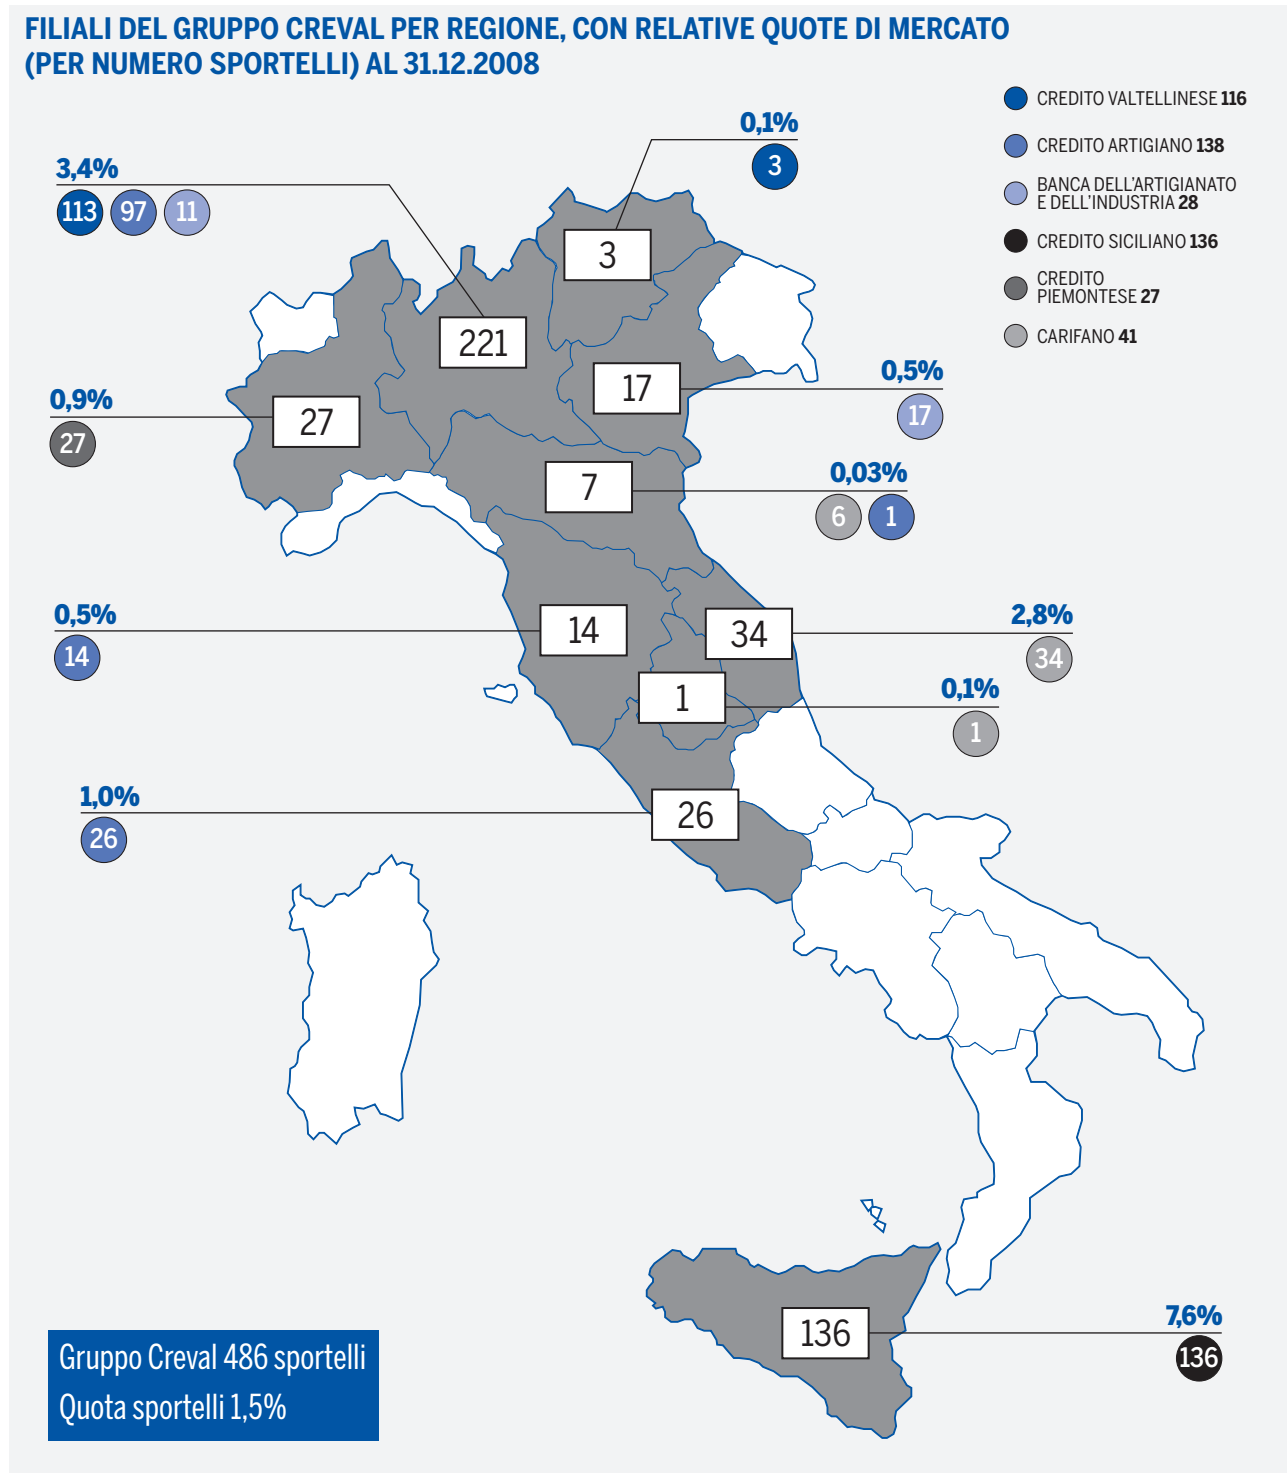 FILIALI DEL GRUPPO CREVAL PER REGIONE, CON RELATIVE QUOTE DI MERCATO
(PER NUMERO SPORTELLI) AL 31.12.2008
CREDITO VALTELLINESE 116
CREDITO ARTIGIANO 138
BANCA DELL'ARTIGIANATO
E DELL'INDUSTRIA 28
CREDITO SICILIANO 136
CREDITO
PIEMONTESE 27
CARIFANO 41
0,1%
3
3,4%
113 97 11
3
221
17
0,5%
17
0,9%
27
27
7
0,03%
6 1
0,5%
14
14
34
2,8%
34
1
0,1%
1
1,0%
26
26
136
7,6%
136
Gruppo Creval 486 sportelli
Quota sportelli 1,5%